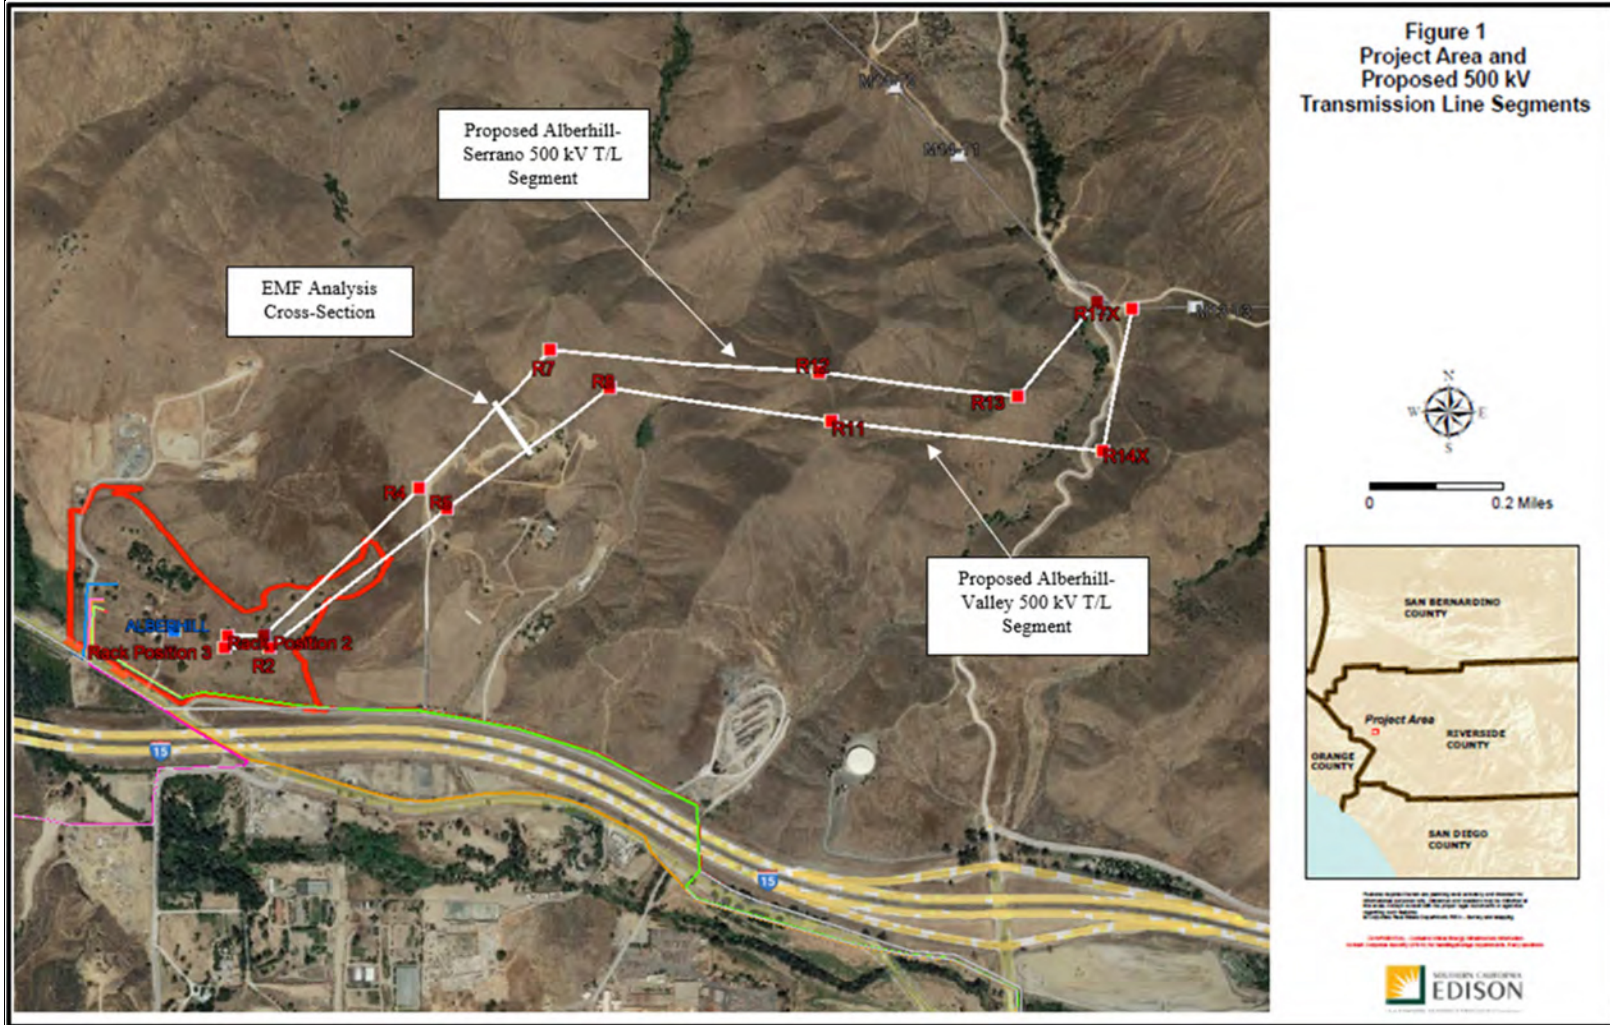 Figure 1
Project Area and
Proposed 500 kV
Transmission Line Segments
Proposed Alberhill-
Serrano 500 kV T/L
Segment
EMF Analysis
Cross-Section
M14-T1
R17X
R7
R12
R13
R11
R14X
R4
ALBERHILL
Rack Position 3
Rack Position 2
R2
Proposed Alberhill-
Valley 500 kV T/L
Segment
15
15
N
W E
S
0 0.2 Miles
SAN BERNARDINO
COUNTY
Project Area
RIVERSIDE
COUNTY
ORANGE
COUNTY
SAN DIEGO
COUNTY
SOUTHERN CALIFORNIA
EDISON